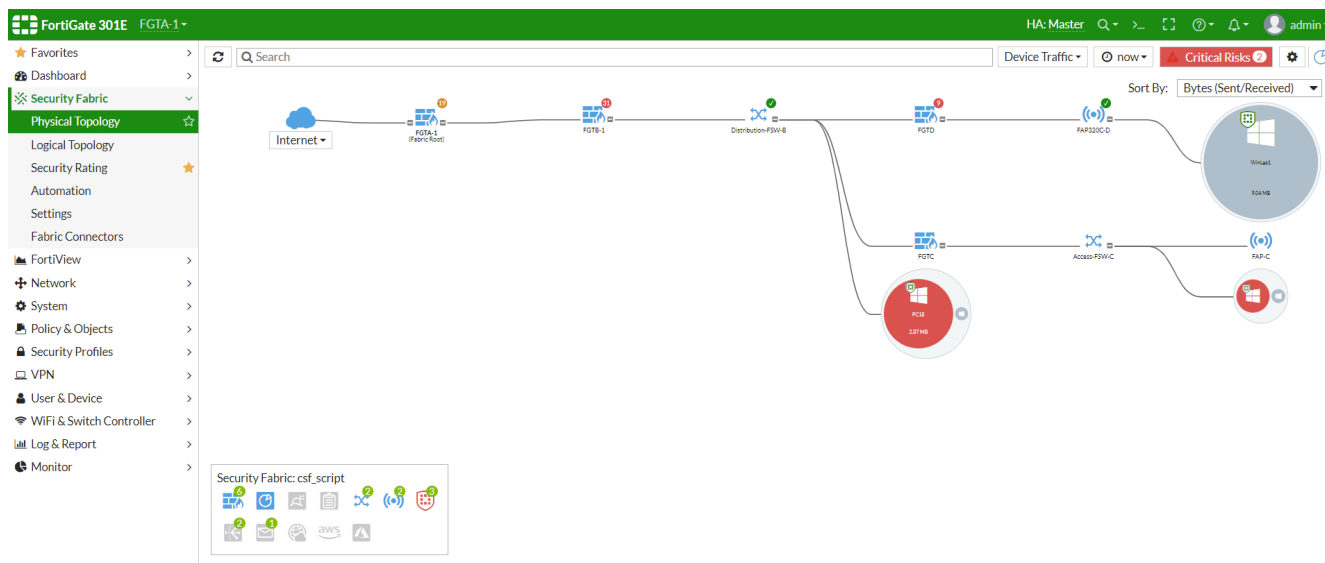 FortiGate 301E FGTA-1
HA: Master
admin
Favorites
Dashboard
Security Fabric
Physical Topology
Logical Topology
Security Rating
Automation
Settings
Fabric Connectors
FortiView
Network
System
Policy & Objects
Security Profiles
VPN
User & Device
WiFi & Switch Controller
Log & Report
Monitor
Search
Device Traffic
now
Critical Risks 2
Sort By: Bytes (Sent/Received)
Internet
19
FGTA-1
(Fabric Root)
31
FGTB-1
Distribution-FSW-B
9
FGTD
FAP320C-D
WinLap1
9.04 MB
FGTC
Access-FSW-C
FAP-C
PC18
2.87 MB
Security Fabric: csf_script
6
2
2
3
2
1
aws